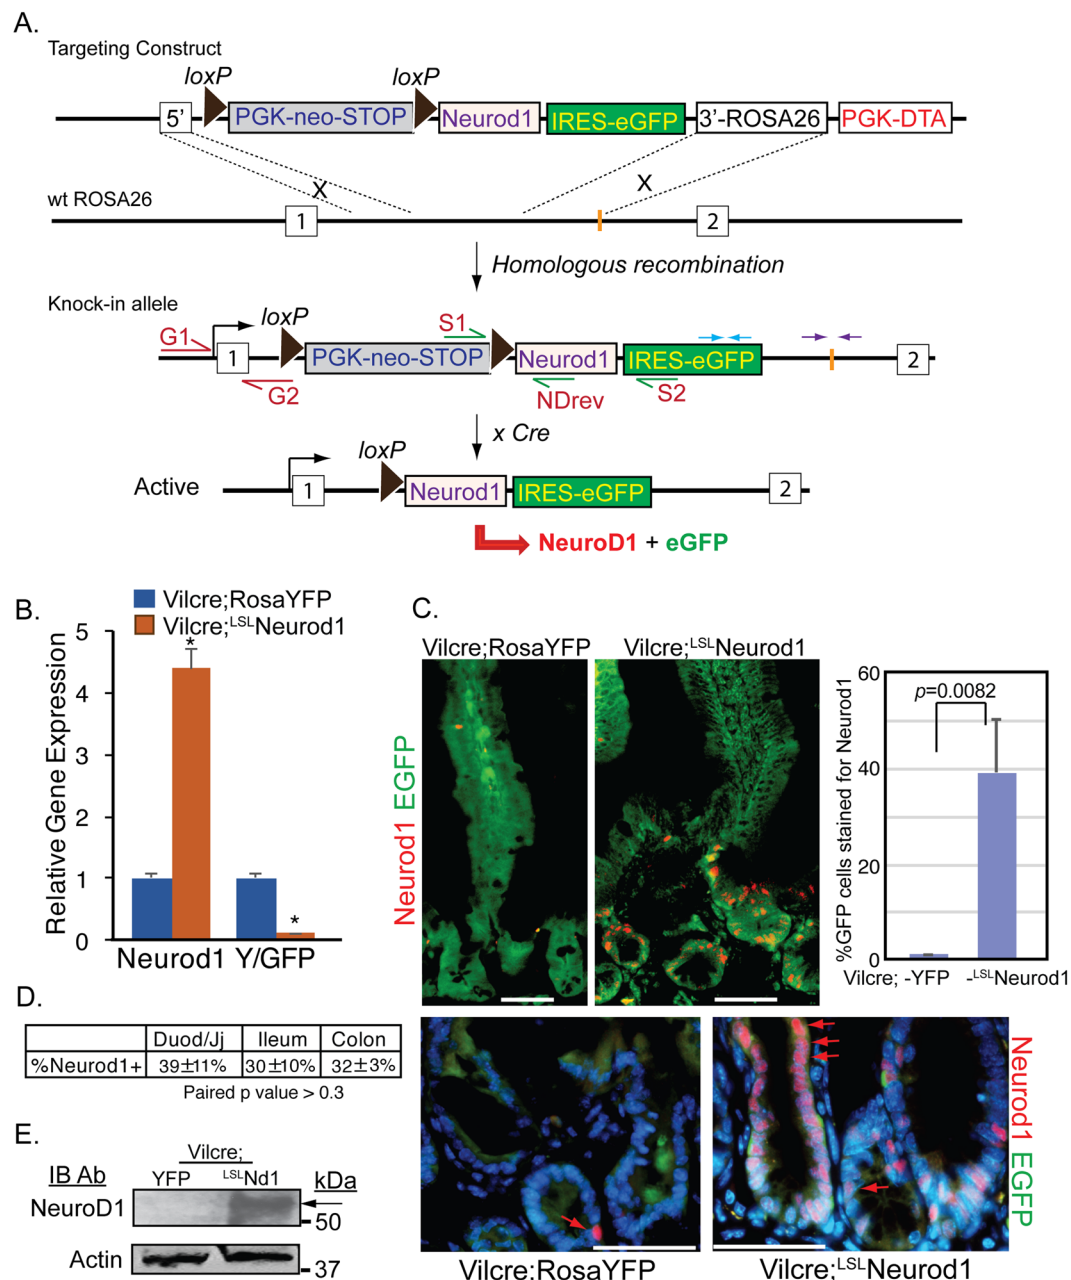 A.
Targeting Construct
loxP loxP
5' PGK-neo-STOP Neurod1 IRES-eGFP 3'-ROSA26 PGK-DTA
X X
wt ROSA26
1 2
Homologous recombination
Knock-in allele
loxP S1
G1 1 PGK-neo-STOP Neurod1 IRES-eGFP 2
G2 NDrev S2
x Cre
loxP
Active 1 Neurod1 IRES-eGFP 2
NeuroD1 + eGFP
B.
Vilcre;RosaYFP
Vilcre;LSLNeurod1
Relative Gene Expression
5
4
3
2
1
0
*
*
Neurod1 Y/GFP
C.
Vilcre;RosaYFP Vilcre;LSLNeurod1
Neurod1 EGFP
%GFP cells stained for Neurod1
60
40
20
0
p=0.0082
Vilcre; -YFP -LSLNeurod1
Neurod1 EGFP
Vilcre;RosaYFP Vilcre;LSLNeurod1
D.
Duod/Jj Ileum Colon
%Neurod1+ 39±11% 30±10% 32±3%
Paired p value > 0.3
E.
Vilcre;
IB Ab YFP LSLNd1 kDa
NeuroD1 50
Actin 37